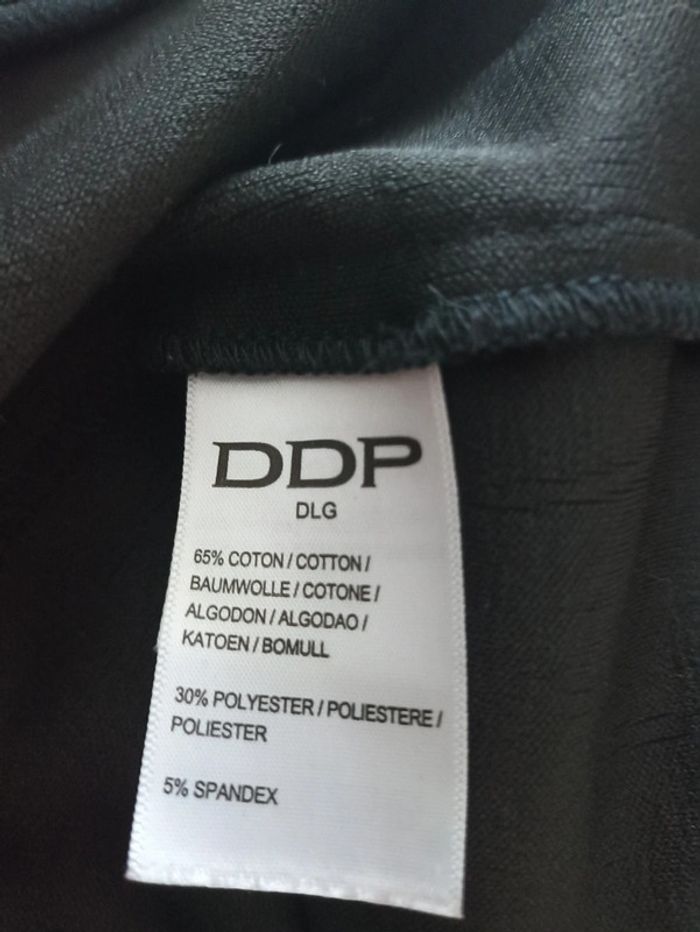 DDP
DLG
65% COTON / COTTON /
BAUMWOLLE / COTONE /
ALGODON / ALGODAO /
KATOEN / BOMULL
30% POLYESTER / POLIESTERE /
POLIESTER
5% SPANDEX